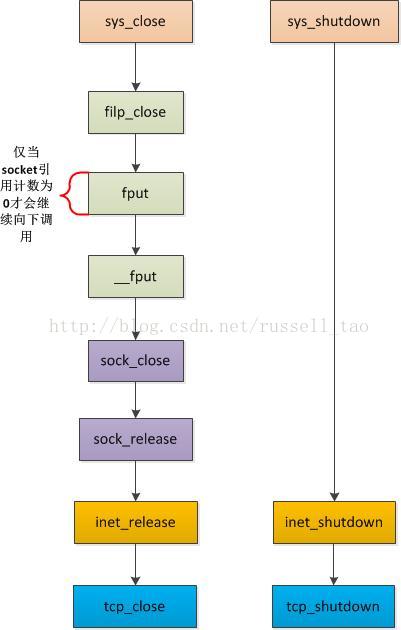 sys_close
sys_shutdown
filp_close
仅当
socket引
用计数为
0才会继
续向下调
用
fput
__fput
http://blog.csdn.net/russell_tao
sock_close
sock_release
inet_release
inet_shutdown
tcp_close
tcp_shutdown